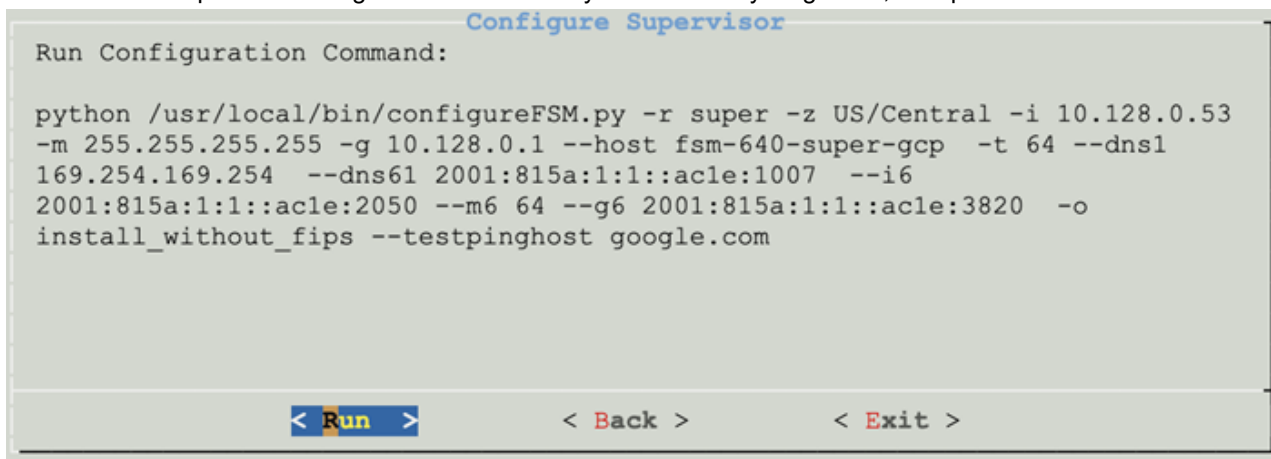 Configure Supervisor
Run Configuration Command:
python /usr/local/bin/configureFSM.py -r super -z US/Central -i 10.128.0.53
-m 255.255.255.255 -g 10.128.0.1 --host fsm-640-super-gcp  -t 64 --dns1
169.254.169.254  --dns61 2001:815a:1:1::ac1e:1007  --i6
2001:815a:1:1::ac1e:2050 --m6 64 --g6 2001:815a:1:1::ac1e:3820  -o
install_without_fips --testpinghost google.com
< Run  > < Back > < Exit >